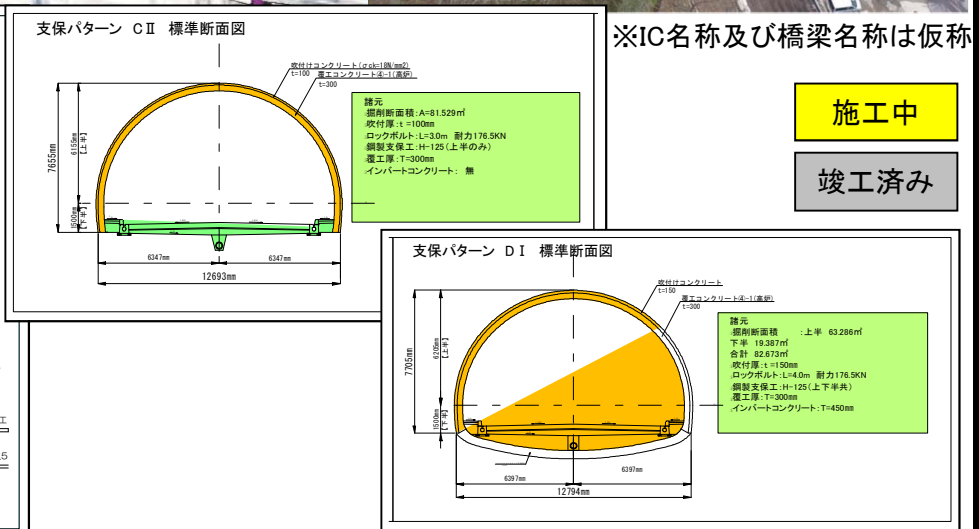 ※IC名称及び橋梁名称は仮称
施工中
竣工済み
支保パターン CⅡ 標準断面図
吹付けコンクリート(σck=18N/mm2)
t=100
覆工コンクリート④-1(高炉)
t=300
諸元
掘削断面積:A=81.529㎡
吹付厚:t=100mm
ロックボルト:L=3.0m 耐力176.5KN
鋼製支保工:H-125(上半のみ)
覆工厚:T=300mm
インバートコンクリート: 無
7655mm
6155mm
【上半】
1500mm
【下半】
6347mm
6347mm
12693mm
支保パターン DⅠ 標準断面図
吹付けコンクリート
t=150
覆工コンクリート④-1(高炉)
t=300
諸元
掘削断面積 :上半 63.286㎡
下半 19.387㎡
合計 82.673㎡
吹付厚:t=150mm
ロックボルト:L=4.0m 耐力176.5KN
鋼製支保工:H-125(上下半共)
覆工厚:T=300mm
インバートコンクリート:T=450mm
7705mm
6205mm
【上半】
1500mm
【下半】
6397mm
6397mm
12794mm
工
.5